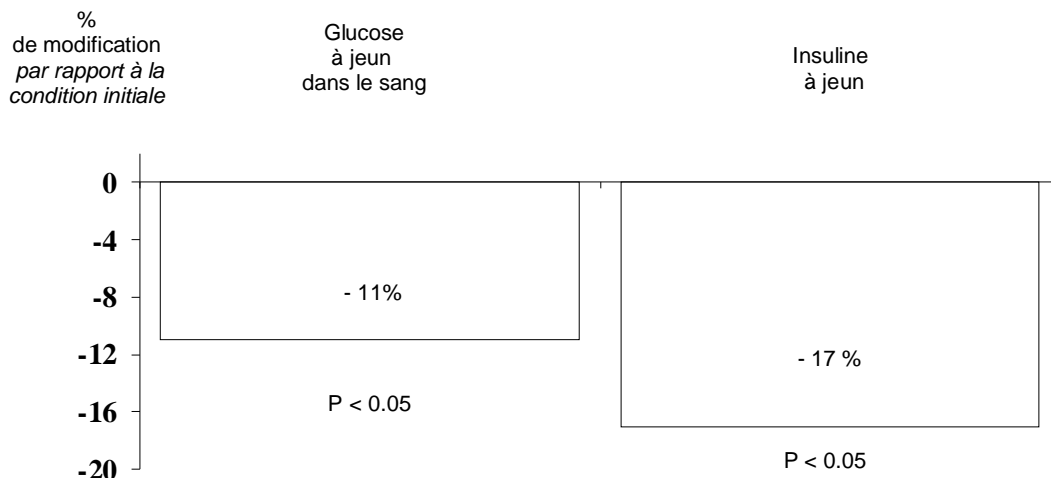 %
de modification
par rapport à la
condition initiale
Glucose
à jeun
dans le sang
Insuline
à jeun
0
-4
-8
-12
-16
-20
- 11%
P < 0.05
- 17 %
P < 0.05